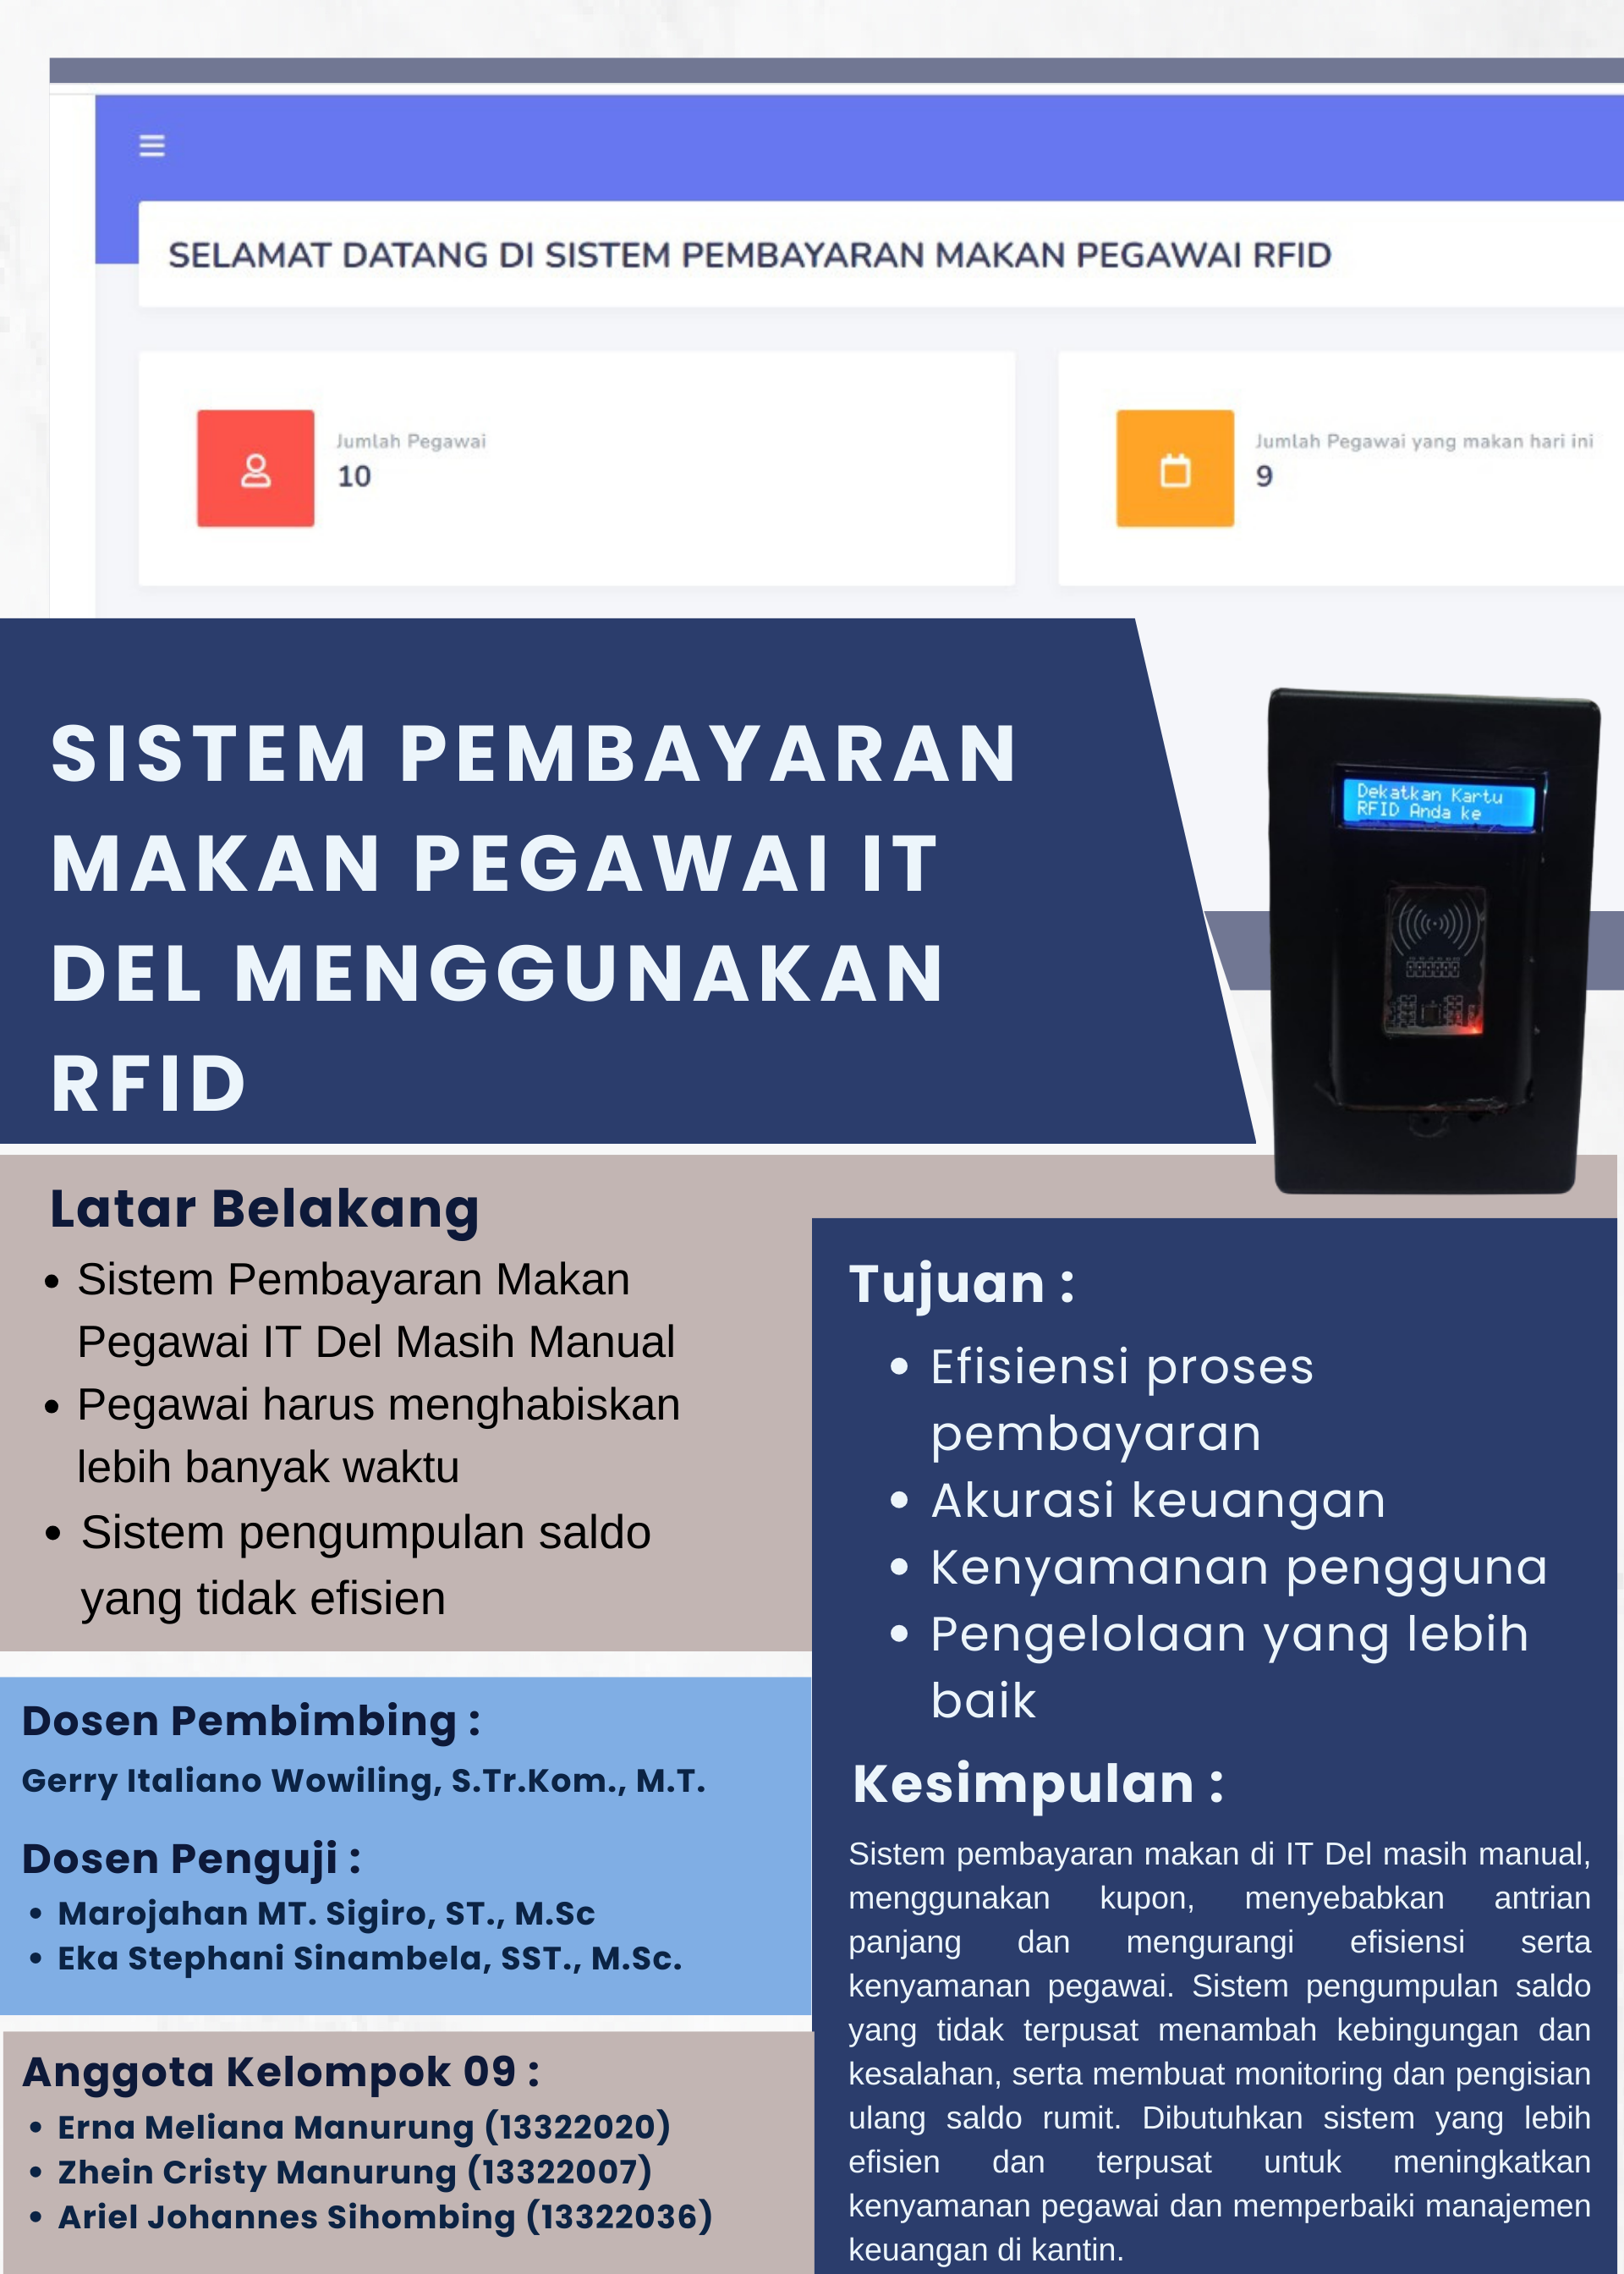 SELAMAT DATANG DI SISTEM PEMBAYARAN MAKAN PEGAWAI RFID
Jumlah Pegawai
10
Jumlah Pegawai yang makan hari ini
9
SISTEM PEMBAYARAN
MAKAN PEGAWAI IT
DEL MENGGUNAKAN
RFID
Dekatkan Kartu
RFID Anda ke
Latar Belakang
• Sistem Pembayaran Makan
Pegawai IT Del Masih Manual
• Pegawai harus menghabiskan
lebih banyak waktu
• Sistem pengumpulan saldo
yang tidak efisien
Dosen Pembimbing :
Gerry Italiano Wowiling, S.Tr.Kom., M.T.
Dosen Penguji :
• Marojahan MT. Sigiro, ST., M.Sc
• Eka Stephani Sinambela, SST., M.Sc.
Anggota Kelompok 09 :
• Erna Meliana Manurung (13322020)
• Zhein Cristy Manurung (13322007)
• Ariel Johannes Sihombing (13322036)
Tujuan :
• Efisiensi proses
pembayaran
• Akurasi keuangan
• Kenyamanan pengguna
• Pengelolaan yang lebih
baik
Kesimpulan :
Sistem pembayaran makan di IT Del masih manual,
menggunakan kupon, menyebabkan antrian
panjang dan mengurangi efisiensi serta
kenyamanan pegawai. Sistem pengumpulan saldo
yang tidak terpusat menambah kebingungan dan
kesalahan, serta membuat monitoring dan pengisian
ulang saldo rumit. Dibutuhkan sistem yang lebih
efisien dan terpusat untuk meningkatkan
kenyamanan pegawai dan memperbaiki manajemen
keuangan di kantin.